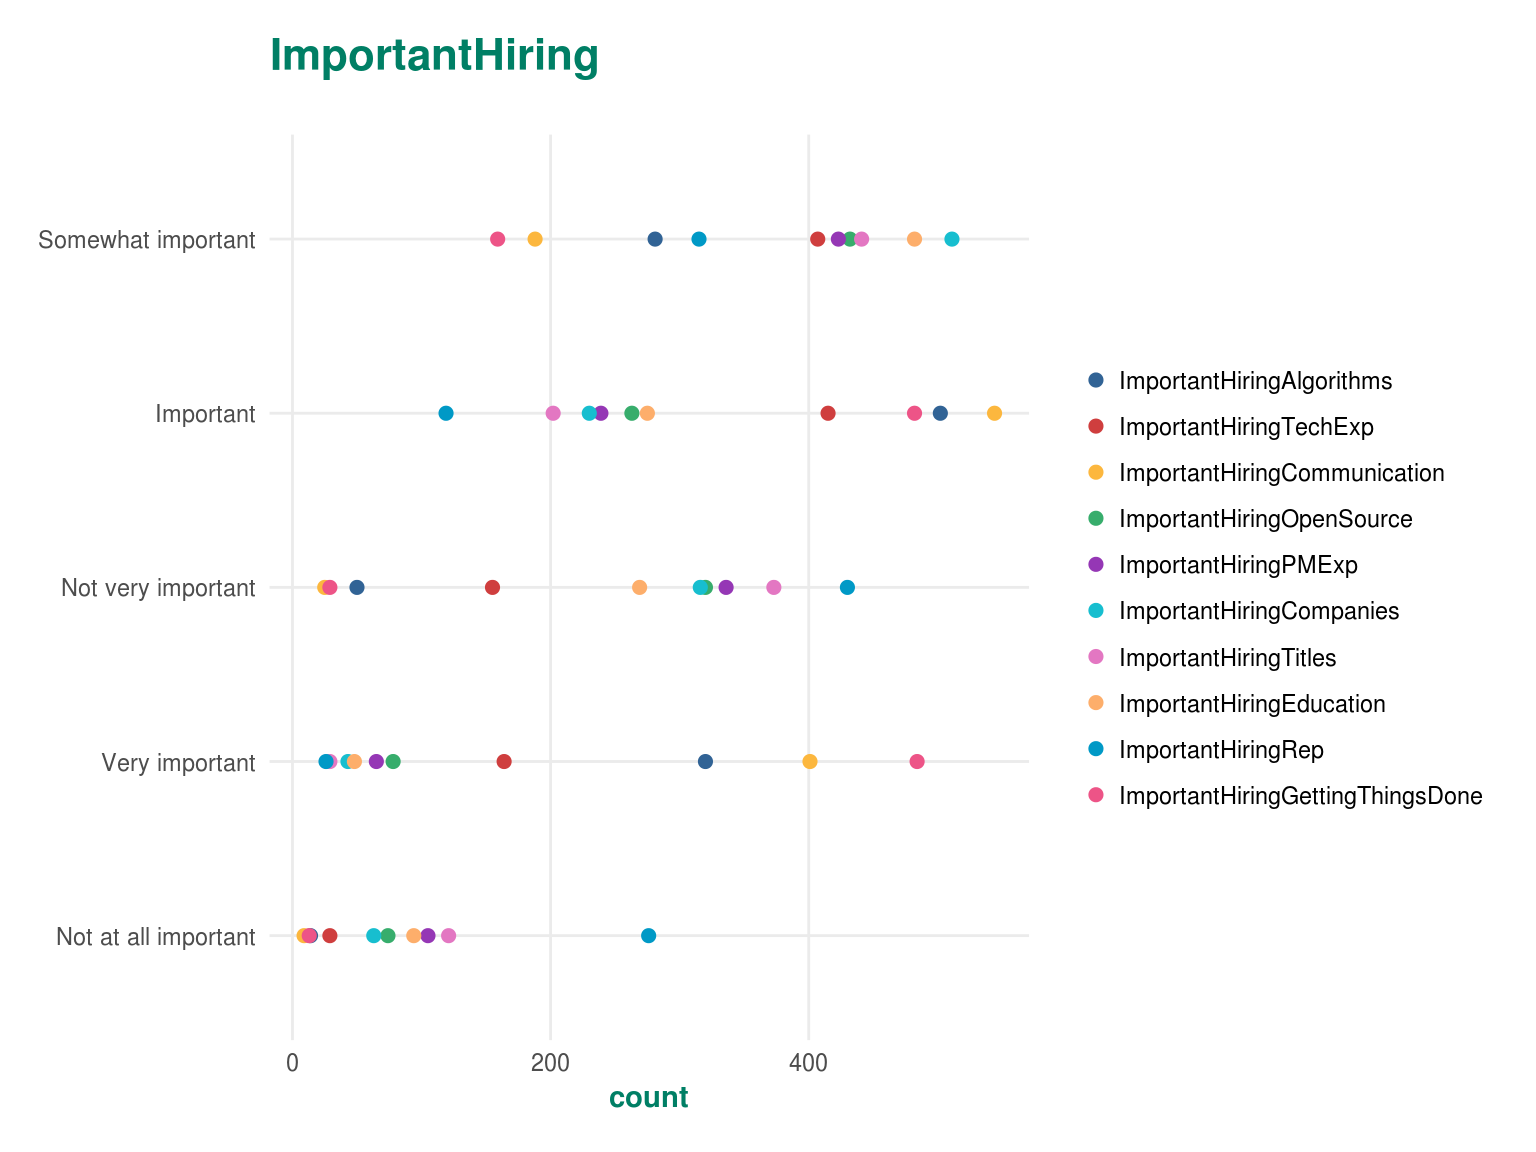 ImportantHiring
Somewhat important
Important
Not very important
Very important
Not at all important
0
200
400
count
ImportantHiringAlgorithms
ImportantHiringTechExp
ImportantHiringCommunication
ImportantHiringOpenSource
ImportantHiringPMExp
ImportantHiringCompanies
ImportantHiringTitles
ImportantHiringEducation
ImportantHiringRep
ImportantHiringGettingThingsDone